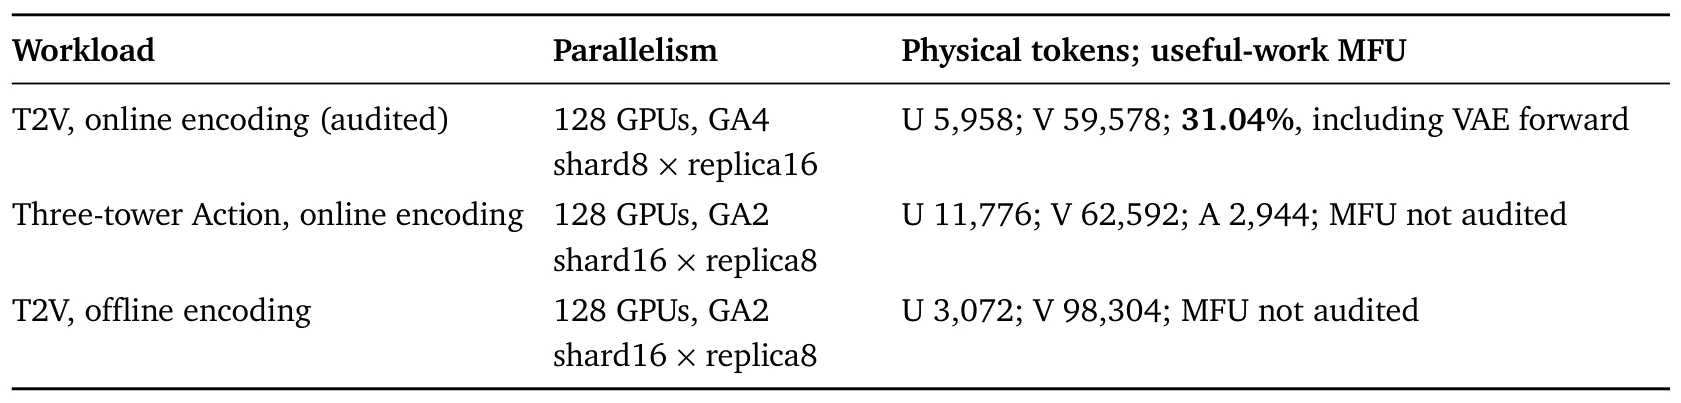 Workload Parallelism Physical tokens; useful-work MFU
T2V, online encoding (audited) 128 GPUs, GA4 U 5,958; V 59,578; 31.04%, including VAE forward
shard8 × replica16
Three-tower Action, online encoding 128 GPUs, GA2 U 11,776; V 62,592; A 2,944; MFU not audited
shard16 × replica8
T2V, offline encoding 128 GPUs, GA2 U 3,072; V 98,304; MFU not audited
shard16 × replica8